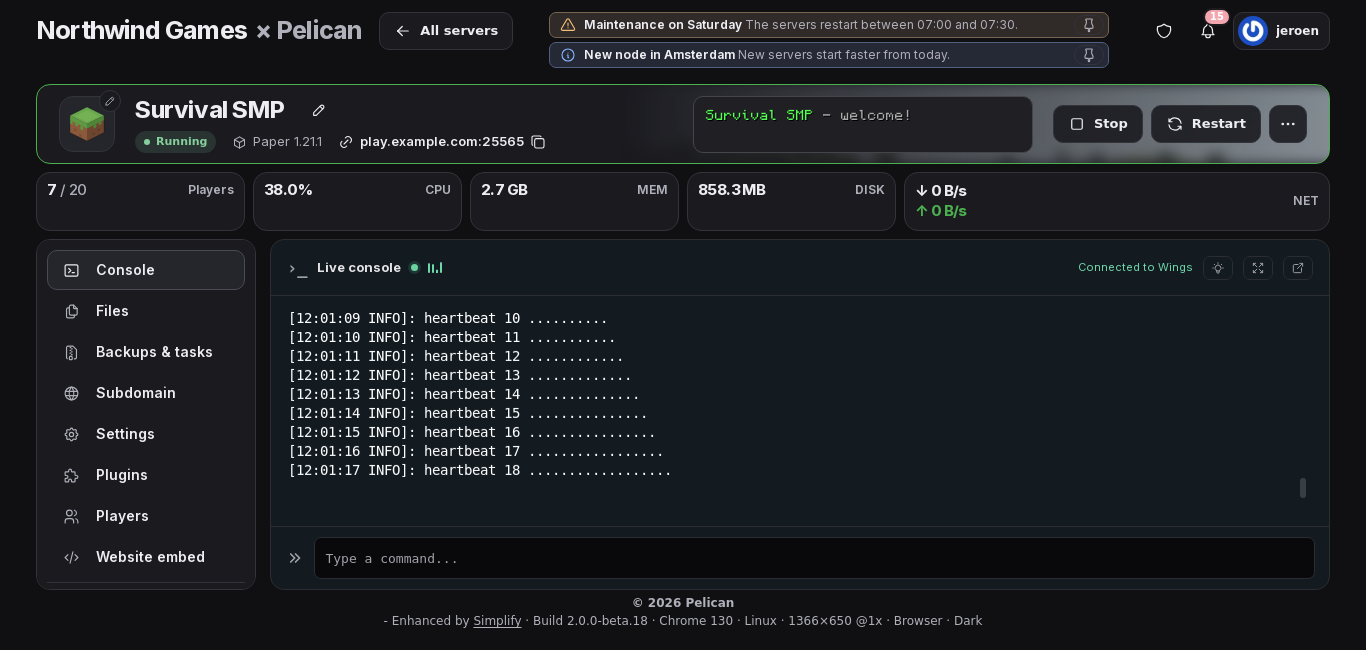 Northwind Games × Pelican
All servers
Maintenance on Saturday The servers restart between 07:00 and 07:30.
New node in Amsterdam New servers start faster from today.
15
jeroen
Survival SMP
Running
Paper 1.21.1
play.example.com:25565
Survival SMP - welcome!
Stop
Restart
7 / 20
Players
38.0%
CPU
2.7 GB
MEM
858.3 MB
DISK
↓ 0 B/s
↑ 0 B/s
NET
Console
Files
Backups & tasks
Subdomain
Settings
Plugins
Players
Website embed
Live console
Connected to Wings
[12:01:09 INFO]: heartbeat 10 ..........
[12:01:10 INFO]: heartbeat 11 ...........
[12:01:11 INFO]: heartbeat 12 ............
[12:01:12 INFO]: heartbeat 13 .............
[12:01:13 INFO]: heartbeat 14 ..............
[12:01:14 INFO]: heartbeat 15 ...............
[12:01:15 INFO]: heartbeat 16 ................
[12:01:16 INFO]: heartbeat 17 .................
[12:01:17 INFO]: heartbeat 18 ..................
Type a command...
© 2026 Pelican
- Enhanced by Simplify · Build 2.0.0-beta.18 · Chrome 130 · Linux · 1366×650 @1x · Browser · Dark